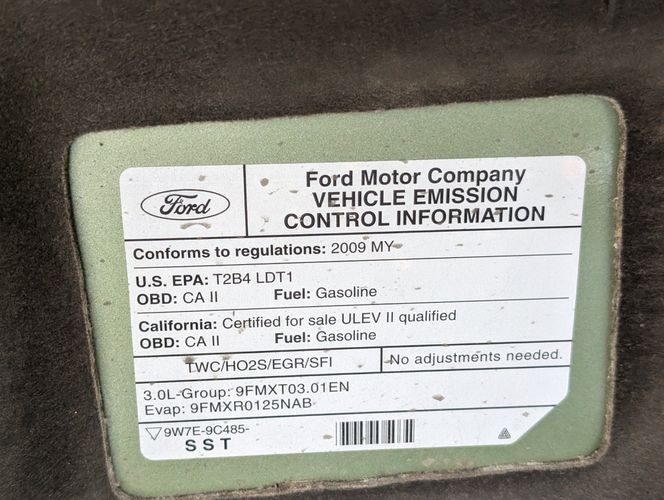 Ford
Ford Motor Company
VEHICLE EMISSION
CONTROL INFORMATION
Conforms to regulations: 2009 MY
U.S. EPA: T2B4 LDT1
OBD: CA II Fuel: Gasoline
California: Certified for sale ULEV II qualified
OBD: CA II Fuel: Gasoline
TWC/HO2S/EGR/SFI
No adjustments needed.
3.0L-Group: 9FMXT03.01EN
Evap: 9FMXR0125NAB
9W7E-9C485-
SST